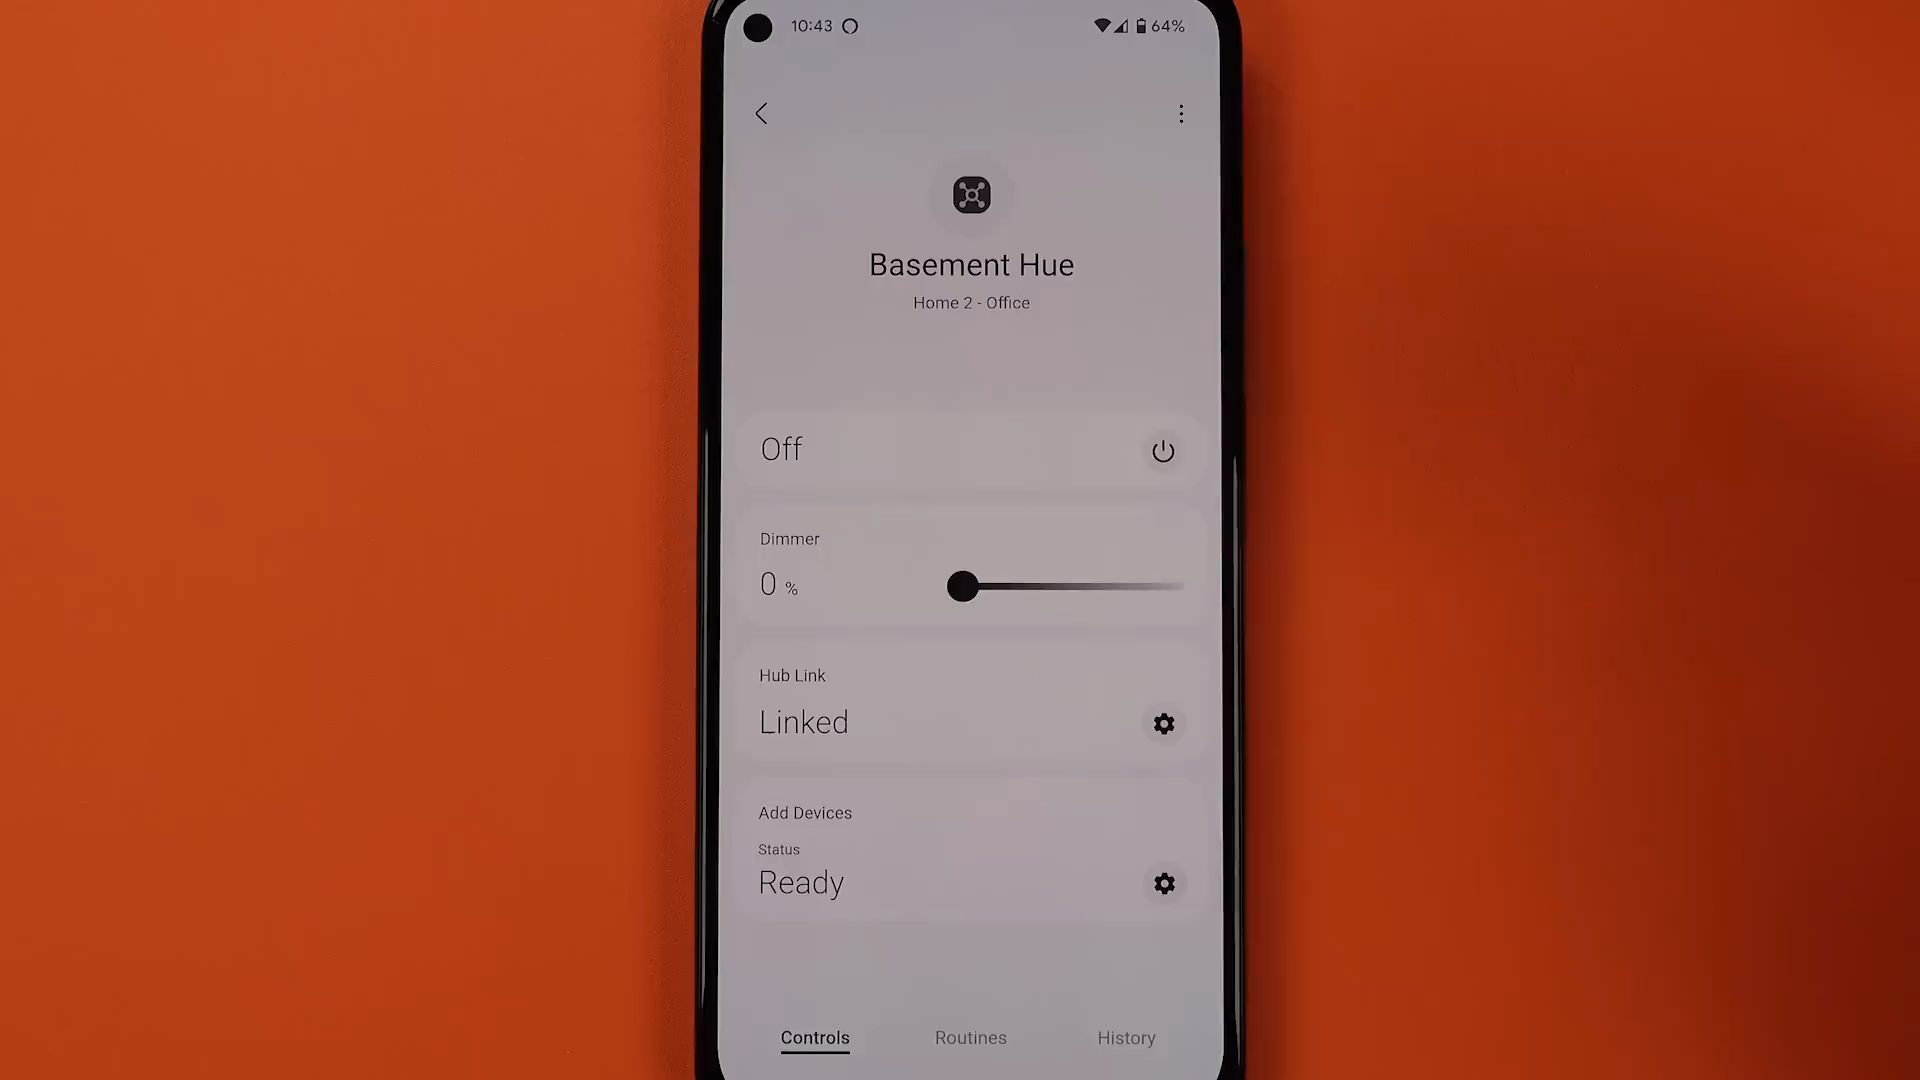 10:43 64%
Basement Hue
Home 2 - Office
Off
Dimmer
0 %
Hub Link
Linked
Add Devices
Status
Ready
Controls Routines History